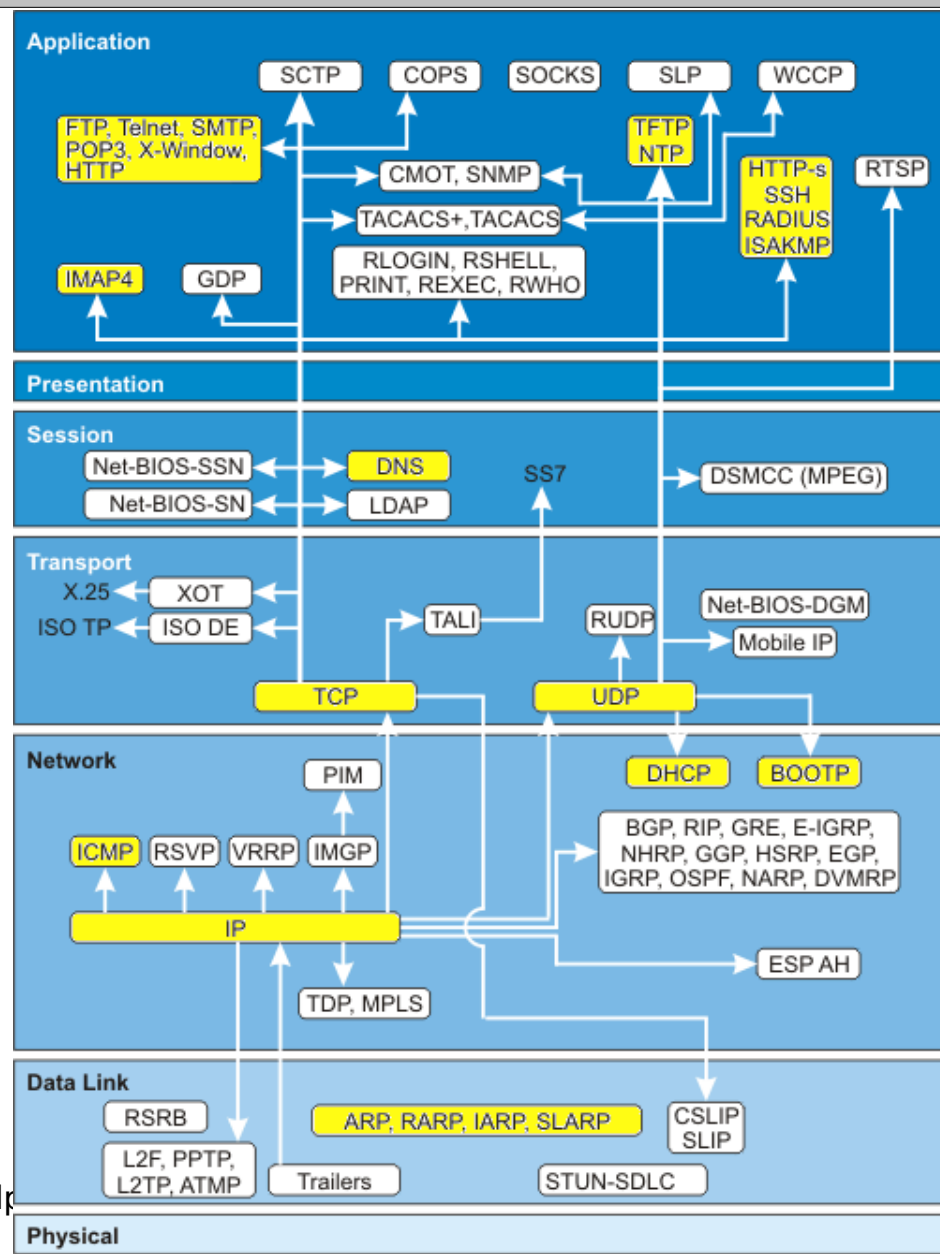 Application
SCTP
COPS
SOCKS
SLP
WCCP
FTP, Telnet, SMTP,
POP3, X-Window,
HTTP
TFTP
NTP
CMOT, SNMP
HTTP-s
SSH
RADIUS
ISAKMP
RTSP
TACACS+,TACACS
RLOGIN, RSHELL,
PRINT, REXEC, RWHO
IMAP4
GDP
Presentation
Session
Net-BIOS-SSN
DNS
SS7
DSMCC (MPEG)
Net-BIOS-SN
LDAP
Transport
X.25
XOT
ISO TP
ISO DE
TALI
RUDP
Net-BIOS-DGM
Mobile IP
TCP
UDP
Network
PIM
DHCP
BOOTP
ICMP
RSVP
VRRP
IMGP
BGP, RIP, GRE, E-IGRP,
NHRP, GGP, HSRP, EGP,
IGRP, OSPF, NARP, DVMRP
IP
ESP AH
TDP, MPLS
Data Link
RSRB
ARP, RARP, IARP, SLARP
CSLIP
SLIP
L2F, PPTP,
L2TP, ATMP
Trailers
STUN-SDLC
Physical